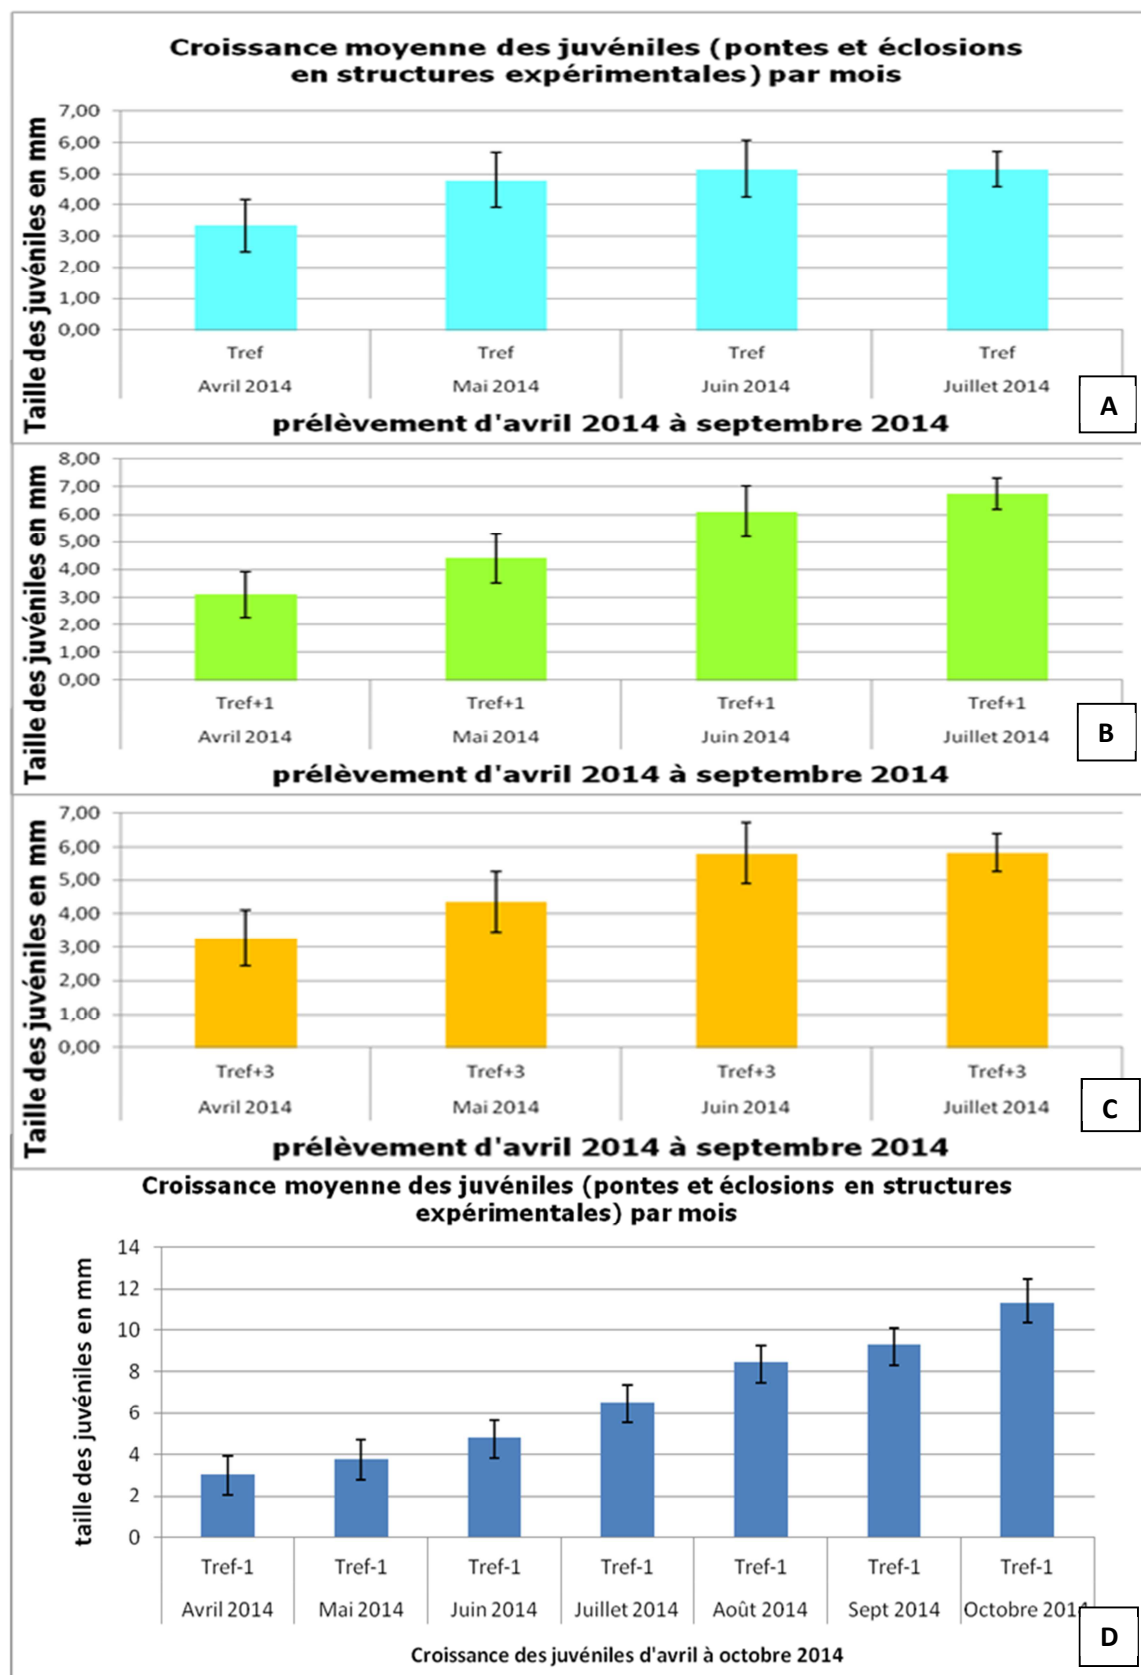 Croissance moyenne des juvéniles (pontes et éclosions
en structures expérimentales) par mois
Taille des juvéniles en mm
7,00
6,00
5,00
4,00
3,00
2,00
1,00
0,00
Tref Tref Tref Tref
Avril 2014 Mai 2014 Juin 2014 Juillet 2014
A
prélèvement d'avril 2014 à septembre 2014
Taille des juvéniles en mm
8,00
7,00
6,00
5,00
4,00
3,00
2,00
1,00
0,00
Tref+1 Tref+1 Tref+1 Tref+1
Avril 2014 Mai 2014 Juin 2014 Juillet 2014
B
prélèvement d'avril 2014 à septembre 2014
Taille des juvéniles en mm
7,00
6,00
5,00
4,00
3,00
2,00
1,00
0,00
Tref+3 Tref+3 Tref+3 Tref+3
Avril 2014 Mai 2014 Juin 2014 Juillet 2014
C
prélèvement d'avril 2014 à septembre 2014
Croissance moyenne des juvéniles (pontes et éclosions en structures
expérimentales) par mois
taille des juvéniles en mm
14
12
10
8
6
4
2
0
Tref-1 Tref-1 Tref-1 Tref-1 Tref-1 Tref-1 Tref-1
Avril 2014 Mai 2014 Juin 2014 Juillet 2014 Août 2014 Sept 2014 Octobre 2014
D
Croissance des juvéniles d'avril à octobre 2014